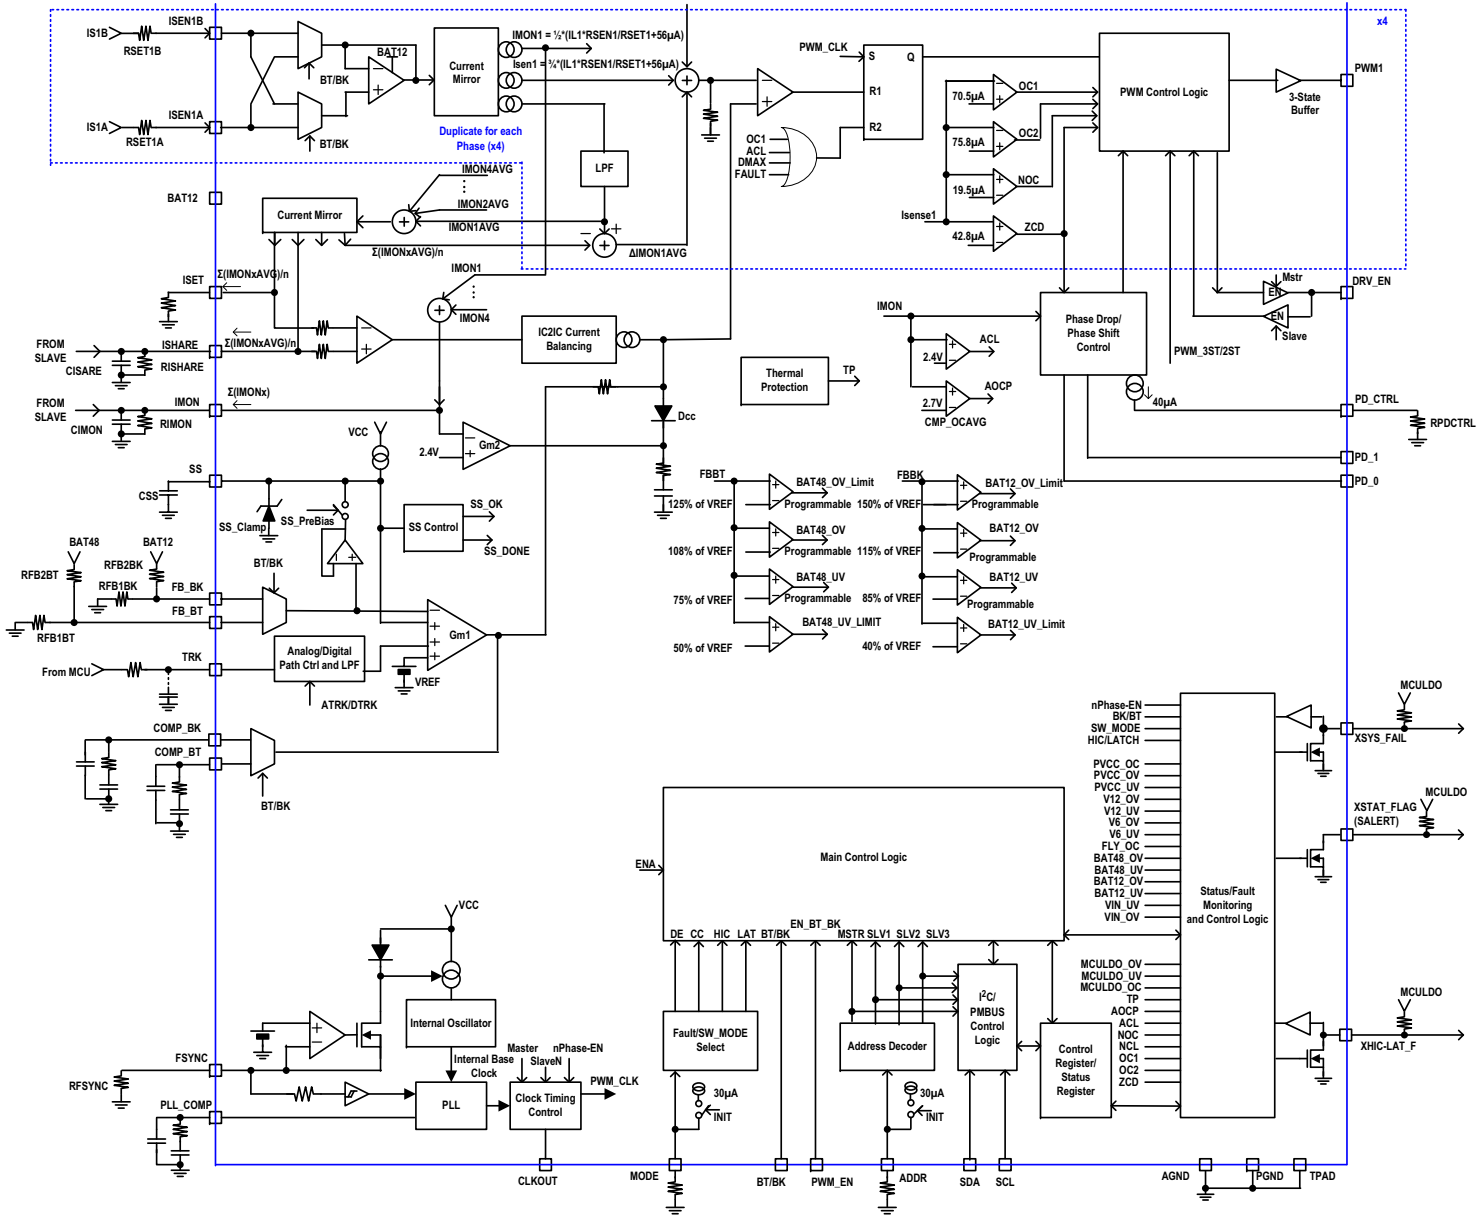 x4
ISEN1B
IS1B
RSET1B
BT/BK
BAT12
Current Mirror
IMON1 = ½*(IL1*RSEN1/RSET1+56µA)
Isen1 = ¾*(IL1*RSEN1/RSET1+56µA)
ISEN1A
IS1A
RSET1A
BT/BK
Duplicate for each Phase (x4)
LPF
PWM_CLK
S
Q
R1
R2
OC1
ACL
DMAX
FAULT
70.5µA
OC1
75.8µA
OC2
19.5µA
NOC
Isense1
42.8µA
ZCD
PWM Control Logic
3-State Buffer
PWM1
BAT12
Current Mirror
IMON4AVG
IMON2AVG
IMON1AVG
Σ(IMONxAVG)/n
ΔIMON1AVG
Σ(IMONxAVG)/n
ISET
IMON1
IMON4
FROM SLAVE
ISHARE
Σ(IMONxAVG)/n
CISARE
RISHARE
IC2IC Current Balancing
FROM SLAVE
IMON
Σ(IMONx)
CIMON
RIMON
2.4V
Gm2
Dcc
Thermal Protection
TP
IMON
2.4V
ACL
2.7V
AOCP
CMP_OCAVG
Phase Drop/ Phase Shift Control
PWM_3ST/2ST
Mstr
EN
EN
Slave
DRV_EN
40µA
PD_CTRL
RPDCTRL
PD_1
PD_0
VCC
SS
CSS
SS_Clamp
SS_PreBias
SS Control
SS_OK
SS_DONE
BAT48
BAT12
RFB2BT
RFB2BK
RFB1BK
FB_BK
FB_BT
RFB1BT
BT/BK
Gm1
VREF
From MCU
TRK
Analog/Digital Path Ctrl and LPF
ATRK/DTRK
FBBT
125% of VREF
BAT48_OV_Limit
Programmable
108% of VREF
BAT48_OV
Programmable
75% of VREF
BAT48_UV
Programmable
50% of VREF
BAT48_UV_LIMIT
FBBK
150% of VREF
BAT12_OV_Limit
Programmable
115% of VREF
BAT12_OV
Programmable
85% of VREF
BAT12_UV
Programmable
40% of VREF
BAT12_UV_Limit
COMP_BK
COMP_BT
BT/BK
ENA
Main Control Logic
DE
CC
HIC
LAT
BT/BK
EN_BT_BK
MSTR
SLV1
SLV2
SLV3
nPhase-EN
BK/BT
SW_MODE
HIC/LATCH
PVCC_OC
PVCC_OV
PVCC_UV
V12_OV
V12_UV
V6_OV
V6_UV
FLY_OC
BAT48_OV
BAT48_UV
BAT12_OV
BAT12_UV
VIN_UV
VIN_OV
MCULDO_OV
MCULDO_UV
MCULDO_OC
TP
AOCP
ACL
NOC
NCL
OC1
OC2
ZCD
Status/Fault Monitoring and Control Logic
MCULDO
XSYS_FAIL
MCULDO
XSTAT_FLAG (SALERT)
MCULDO
XHIC-LAT_F
VCC
Internal Oscillator
Internal Base Clock
FSYNC
RFSYNC
PLL_COMP
PLL
Master
SlaveN
nPhase-EN
Clock Timing Control
PWM_CLK
CLKOUT
Fault/SW_MODE Select
30µA
INIT
MODE
BT/BK
PWM_EN
Address Decoder
30µA
INIT
ADDR
I²C/ PMBUS Control Logic
SDA
SCL
Control Register/ Status Register
AGND
PGND
TPAD